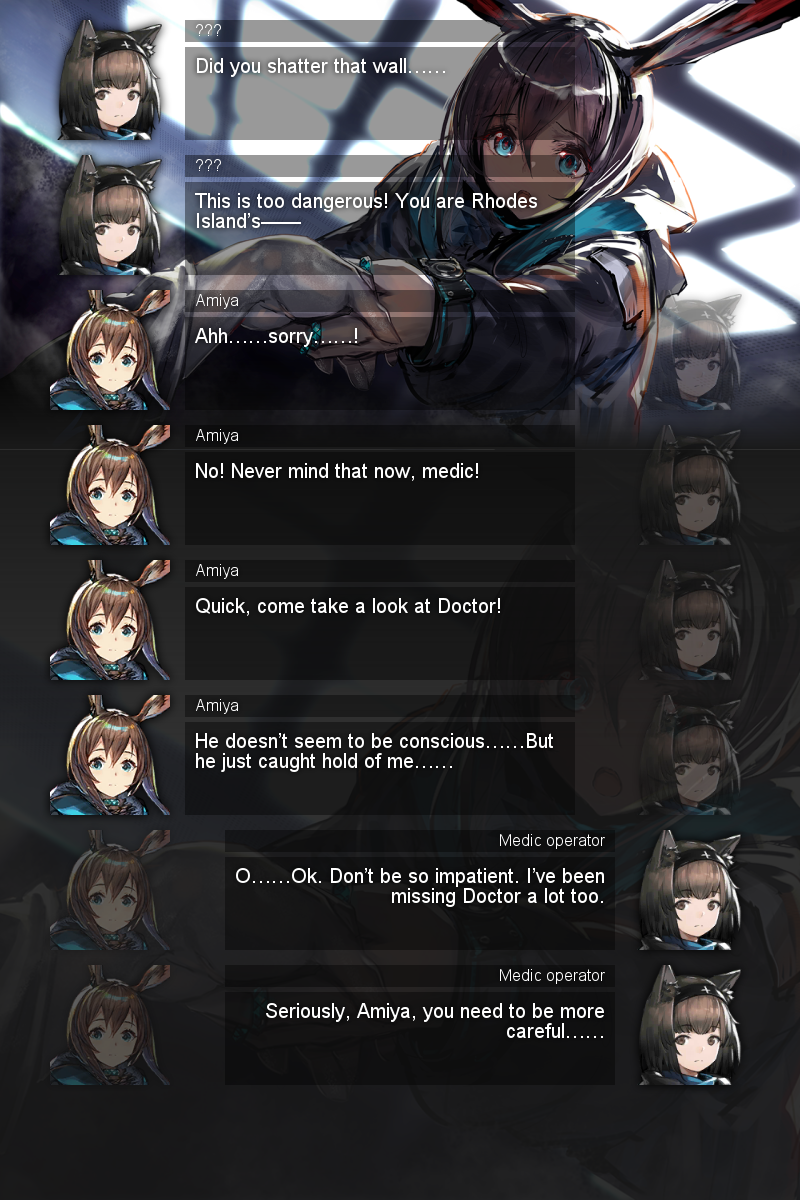 ???
Did you shatter that wall……
???
This is too dangerous! You are Rhodes
Island’s——
Amiya
Ahh……sorry……!
Amiya
No! Never mind that now, medic!
Amiya
Quick, come take a look at Doctor!
Amiya
He doesn’t seem to be conscious……But
he just caught hold of me……
Medic operator
O……Ok. Don’t be so impatient. I’ve been
missing Doctor a lot too.
Medic operator
Seriously, Amiya, you need to be more
careful……